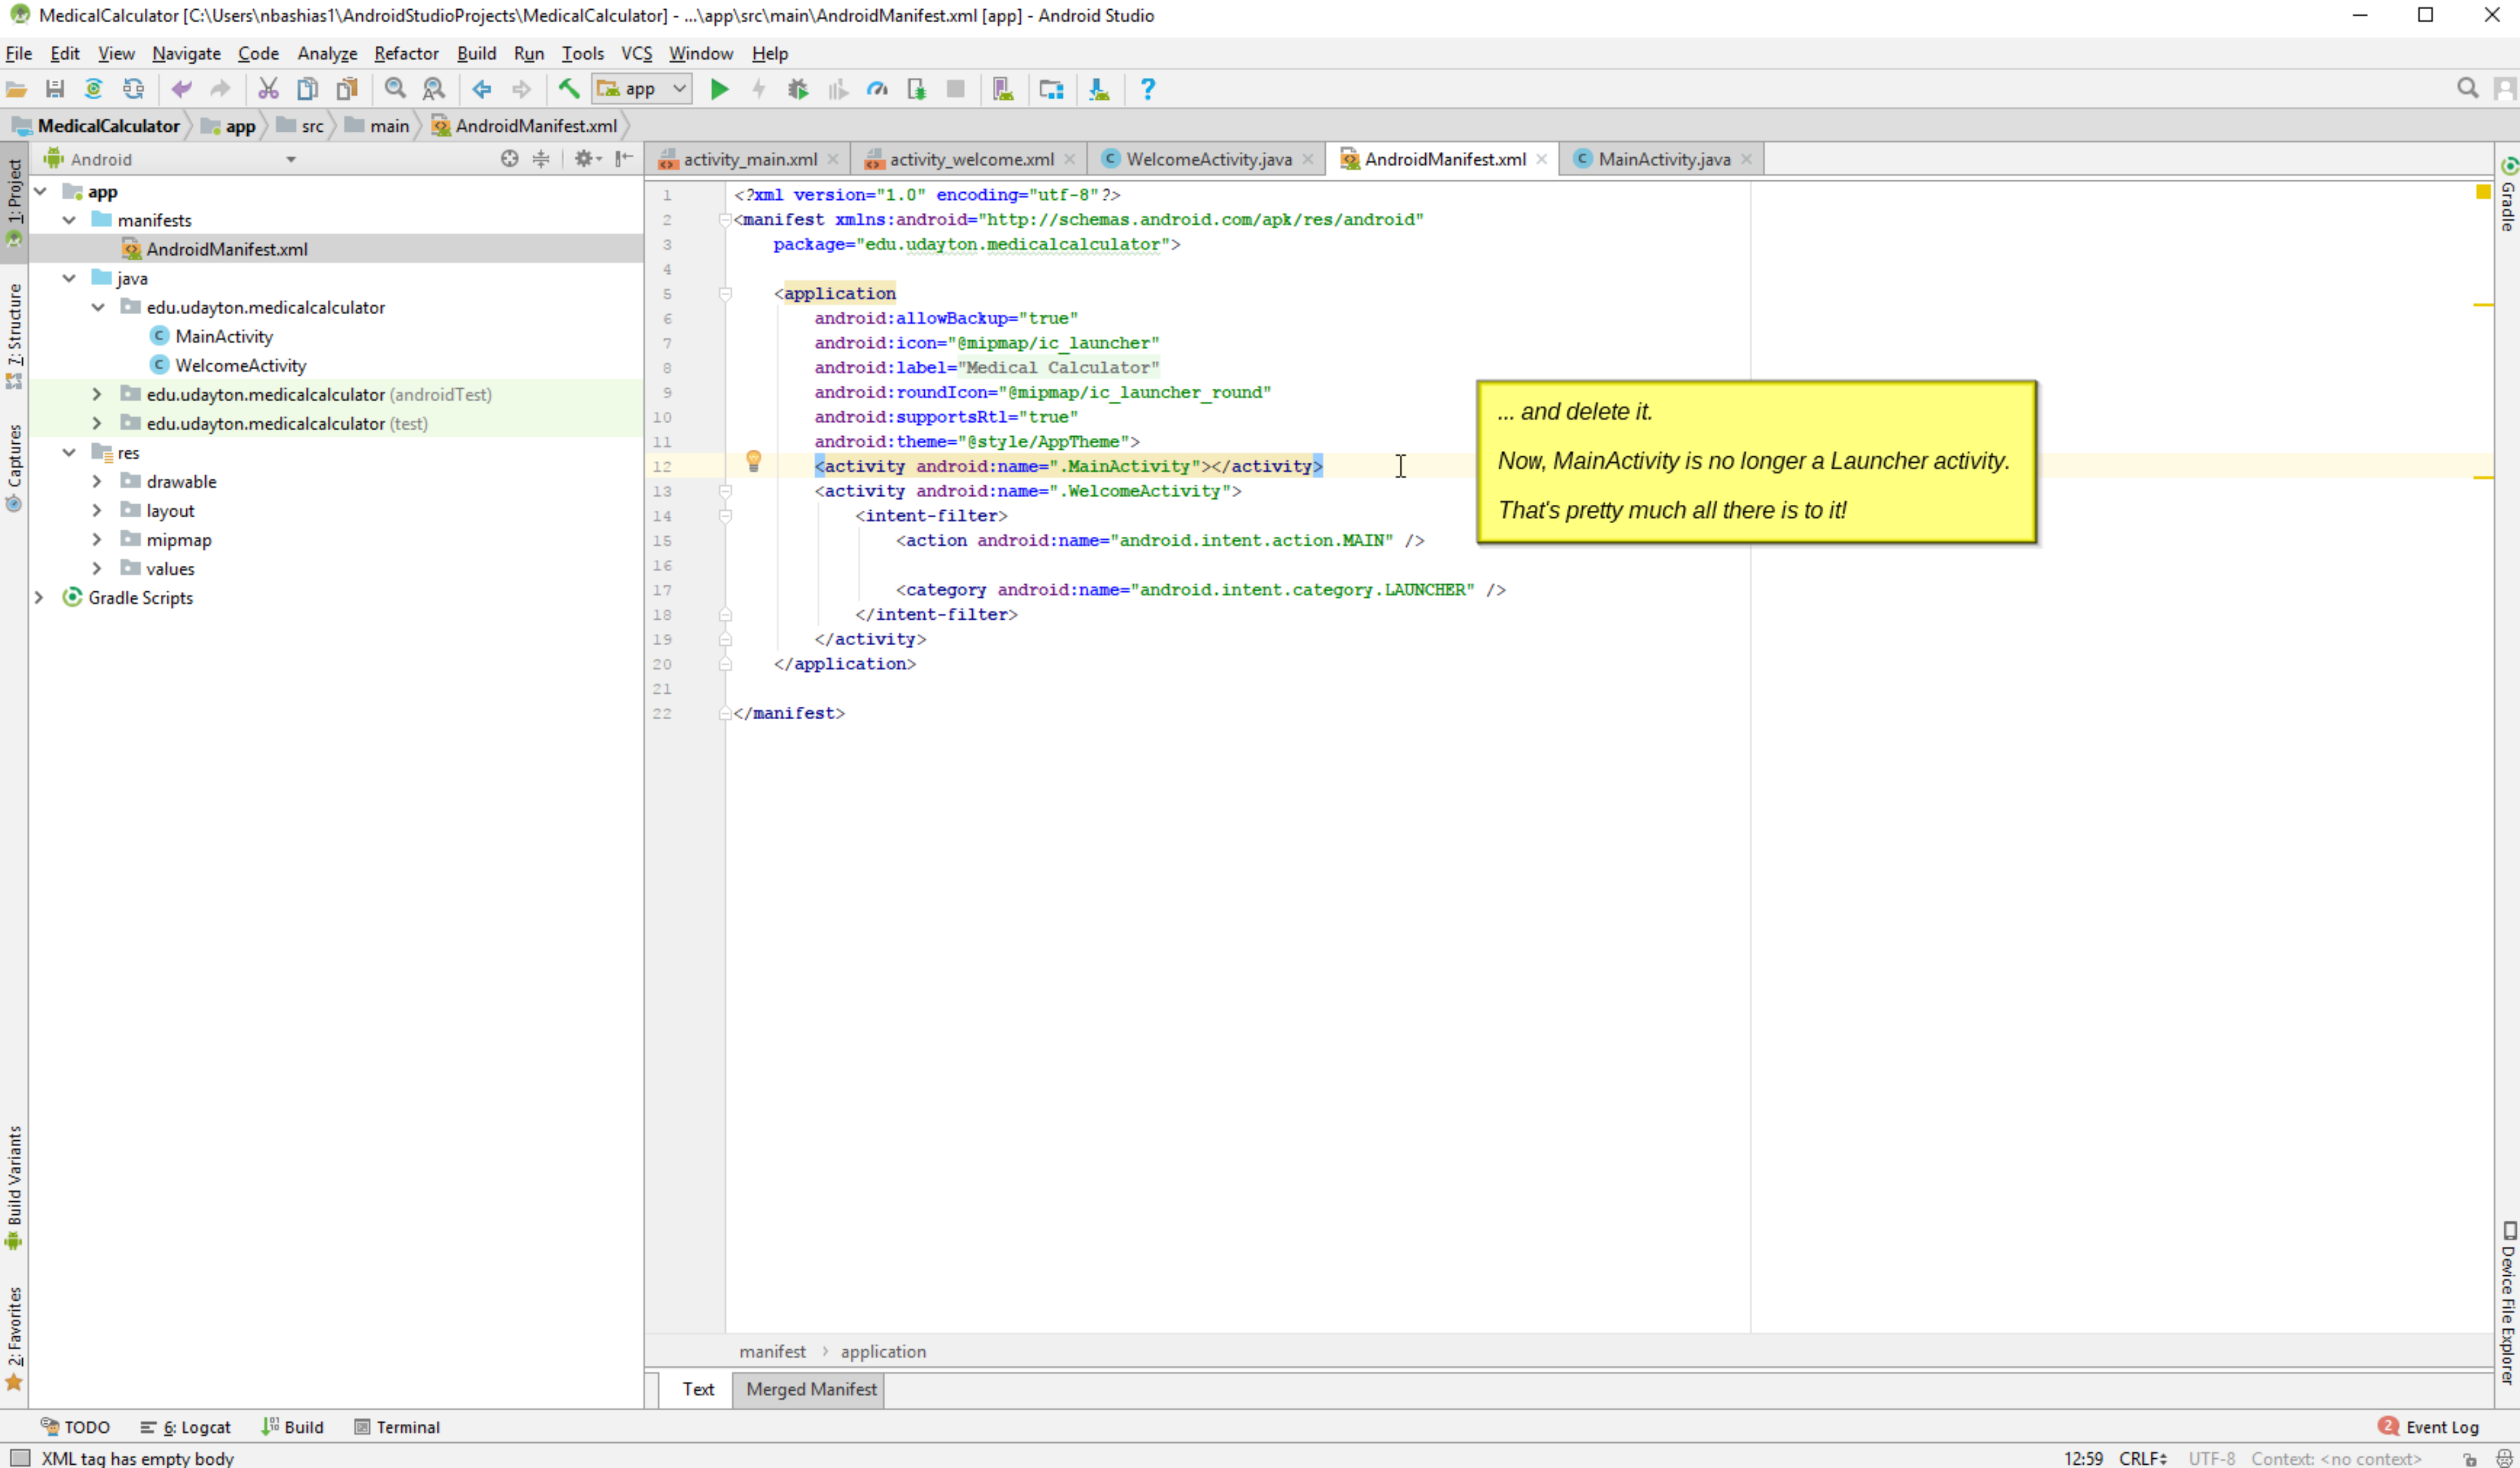 MedicalCalculator [C:\Users\nbashias1\AndroidStudioProjects\MedicalCalculator] - ...\app\src\main\AndroidManifest.xml [app] - Android Studio
File Edit View Navigate Code Analyze Refactor Build Run Tools VCS Window Help
app
MedicalCalculator app src main AndroidManifest.xml
1: Project
7: Structure
Captures
Build Variants
2: Favorites
Android
app
manifests
AndroidManifest.xml
java
edu.udayton.medicalcalculator
MainActivity
WelcomeActivity
edu.udayton.medicalcalculator (androidTest)
edu.udayton.medicalcalculator (test)
res
drawable
layout
mipmap
values
Gradle Scripts
activity_main.xml activity_welcome.xml WelcomeActivity.java AndroidManifest.xml MainActivity.java
1 <?xml version="1.0" encoding="utf-8"?>
2 <manifest xmlns:android="http://schemas.android.com/apk/res/android"
3 package="edu.udayton.medicalcalculator">
4
5 <application
6 android:allowBackup="true"
7 android:icon="@mipmap/ic_launcher"
8 android:label="Medical Calculator"
9 android:roundIcon="@mipmap/ic_launcher_round"
10 android:supportsRtl="true"
11 android:theme="@style/AppTheme">
12 <activity android:name=".MainActivity"></activity>
13 <activity android:name=".WelcomeActivity">
14 <intent-filter>
15 <action android:name="android.intent.action.MAIN" />
16
17 <category android:name="android.intent.category.LAUNCHER" />
18 </intent-filter>
19 </activity>
20 </application>
21
22 </manifest>
... and delete it.
Now, MainActivity is no longer a Launcher activity.
That's pretty much all there is to it!
manifest › application
Text Merged Manifest
Gradle
Device File Explorer
TODO 6: Logcat Build Terminal
2 Event Log
XML tag has empty body
12:59 CRLF UTF-8 Context: <no context>